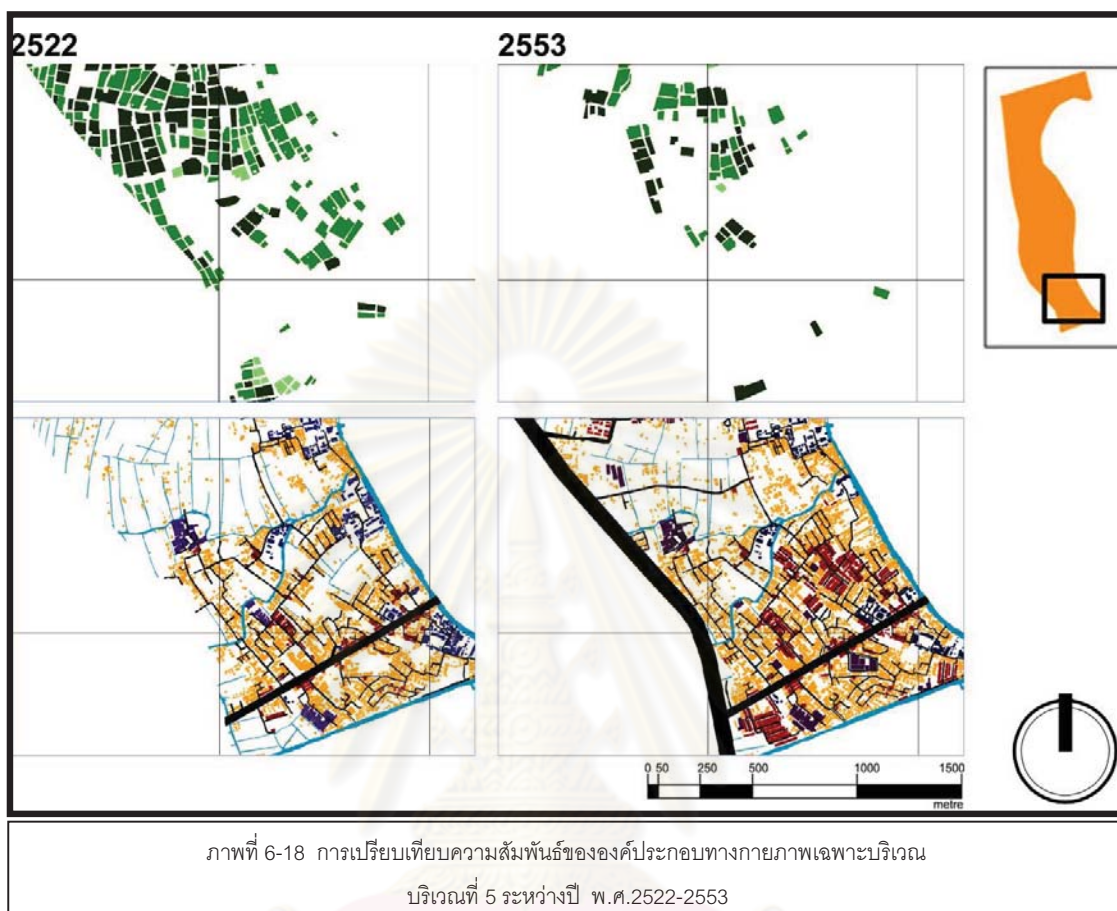 2522
2553
0 50 250 500 1000 1500
metre
ภาพที่ 6-18 การเปรียบเทียบความสัมพันธ์ขององค์ประกอบทางกายภาพเฉพาะบริเวณ
บริเวณที่ 5 ระหว่างปี พ.ศ.2522-2553